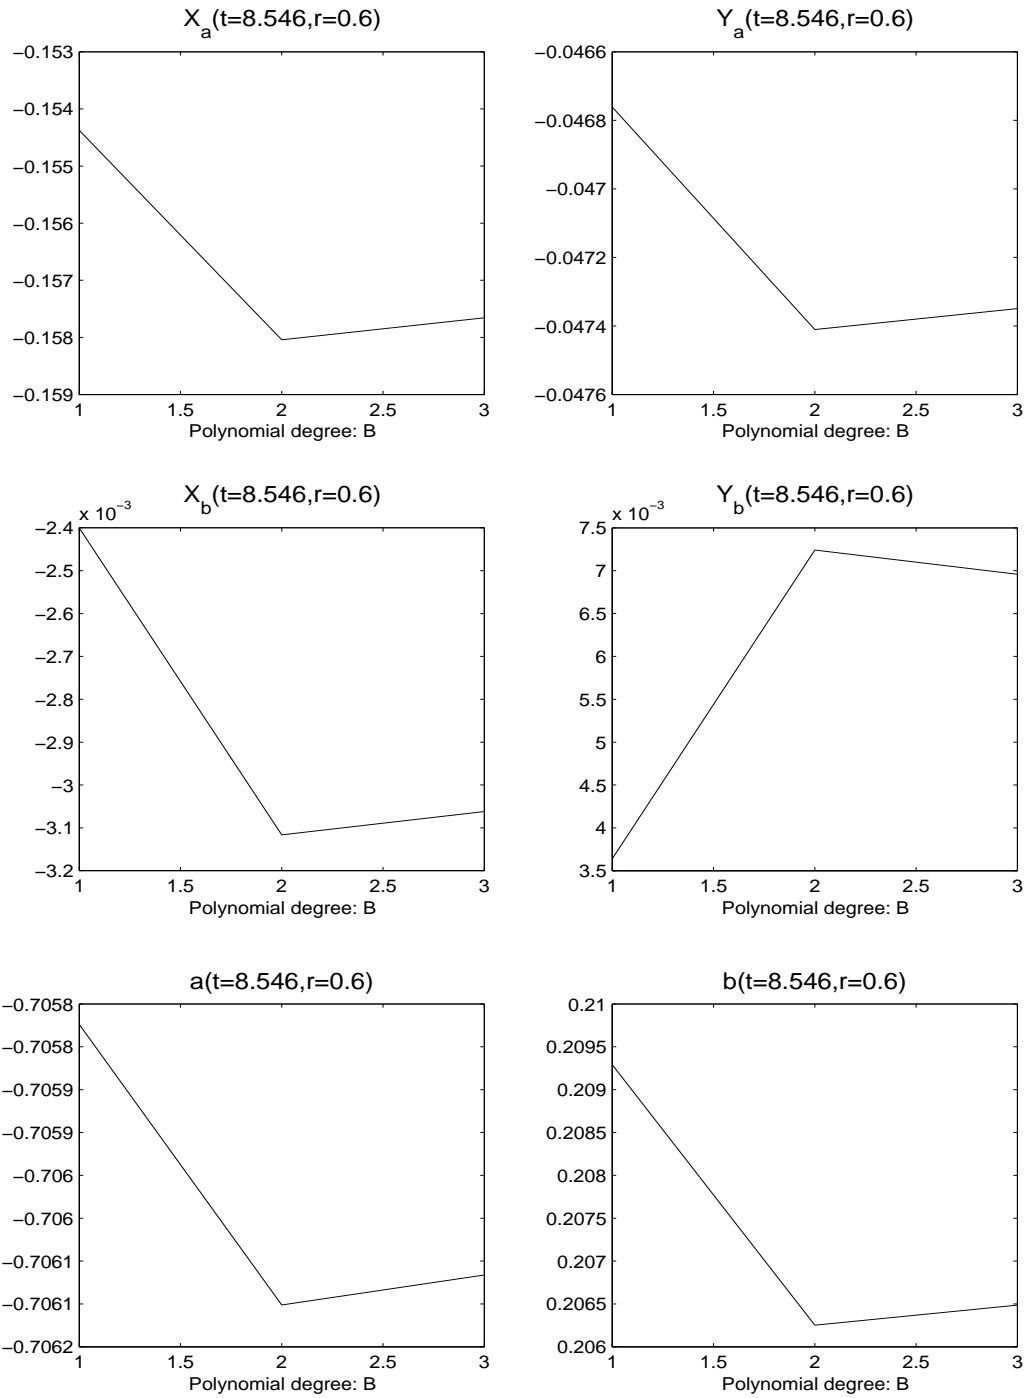 Xa(t=8.546,r=0.6)
−0.153
−0.154
−0.155
−0.156
−0.157
−0.158
−0.159
1 1.5 2 2.5 3
Polynomial degree: B
Ya(t=8.546,r=0.6)
−0.0466
−0.0468
−0.047
−0.0472
−0.0474
−0.0476
1 1.5 2 2.5 3
Polynomial degree: B
Xb(t=8.546,r=0.6)
x 10−3
−2.4
−2.5
−2.6
−2.7
−2.8
−2.9
−3
−3.1
−3.2
1 1.5 2 2.5 3
Polynomial degree: B
Yb(t=8.546,r=0.6)
x 10−3
7.5
7
6.5
6
5.5
5
4.5
4
3.5
1 1.5 2 2.5 3
Polynomial degree: B
a(t=8.546,r=0.6)
−0.7058
−0.7058
−0.7059
−0.7059
−0.706
−0.706
−0.7061
−0.7061
−0.7062
1 1.5 2 2.5 3
Polynomial degree: B
b(t=8.546,r=0.6)
0.21
0.2095
0.209
0.2085
0.208
0.2075
0.207
0.2065
0.206
1 1.5 2 2.5 3
Polynomial degree: B